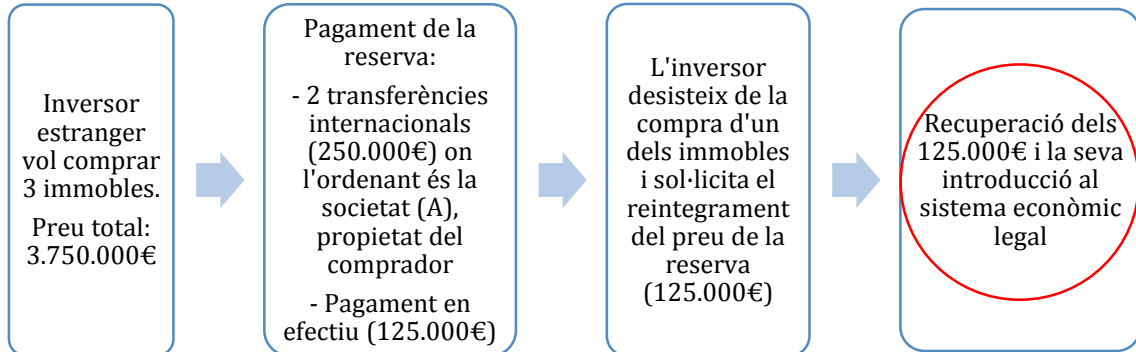 Inversor
estranger
vol comprar
3 immobles.
Preu total:
3.750.000€
Pagament de la
reserva:
- 2 transferències
internacionals
(250.000€) on
l'ordenant és la
societat (A),
propietat del
comprador
- Pagament en
efectiu (125.000€)
L'inversor
desisteix de la
compra d'un
dels immobles
i sol·licita el
reintegrament
del preu de la
reserva
(125.000€)
Recuperació dels
125.000€ i la seva
introducció al
sistema econòmic
legal